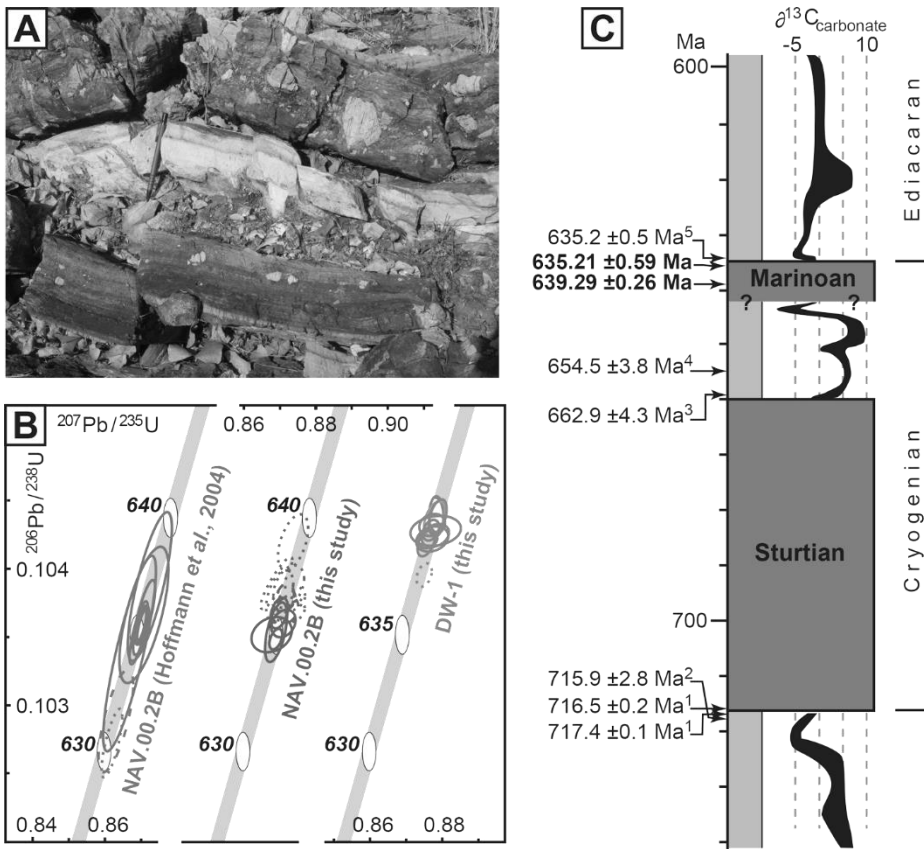 A
B
207Pb/235U
0.86
0.88
0.90
206Pb/238U
0.104
0.103
640
630
NAV.00.2B (Hoffmann et al., 2004)
640
630
NAV.00.2B (this study)
635
630
DW-1 (this study)
0.84
0.86
0.86
0.88
C
Ma
∂13Ccarbonate
-5
10
600
635.2 ±0.5 Ma5
635.21 ±0.59 Ma
639.29 ±0.26 Ma
Marinoan
?
?
654.5 ±3.8 Ma4
662.9 ±4.3 Ma3
Sturtian
700
715.9 ±2.8 Ma2
716.5 ±0.2 Ma1
717.4 ±0.1 Ma1
Ediacaran
Cryogenian